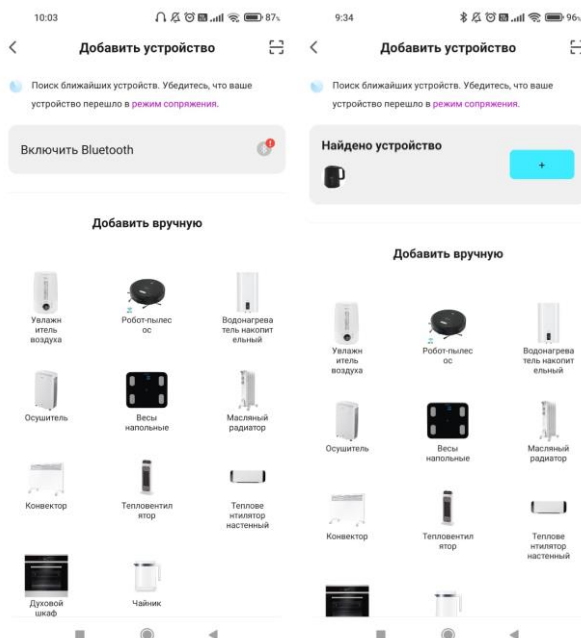 10:03
87%
Добавить устройство
Поиск ближайших устройств. Убедитесь, что ваше
устройство перешло в режим сопряжения.
Включить Bluetooth
Добавить вручную
Увлажн
итель
воздуха
Робот-пылес
ос
Водонагрева
тель накопит
ельный
Осушитель
Весы
напольные
Масляный
радиатор
Конвектор
Тепловентил
ятор
Теплове
нтилятор
настенный
Духовой
шкаф
Чайник
9:34
96%
Добавить устройство
Поиск ближайших устройств. Убедитесь, что ваше
устройство перешло в режим сопряжения.
Найдено устройство
+
Добавить вручную
Увлажн
итель
воздуха
Робот-пылес
ос
Водонагрева
тель накопит
ельный
Осушитель
Весы
напольные
Масляный
радиатор
Конвектор
Тепловентил
ятор
Теплове
нтилятор
настенный